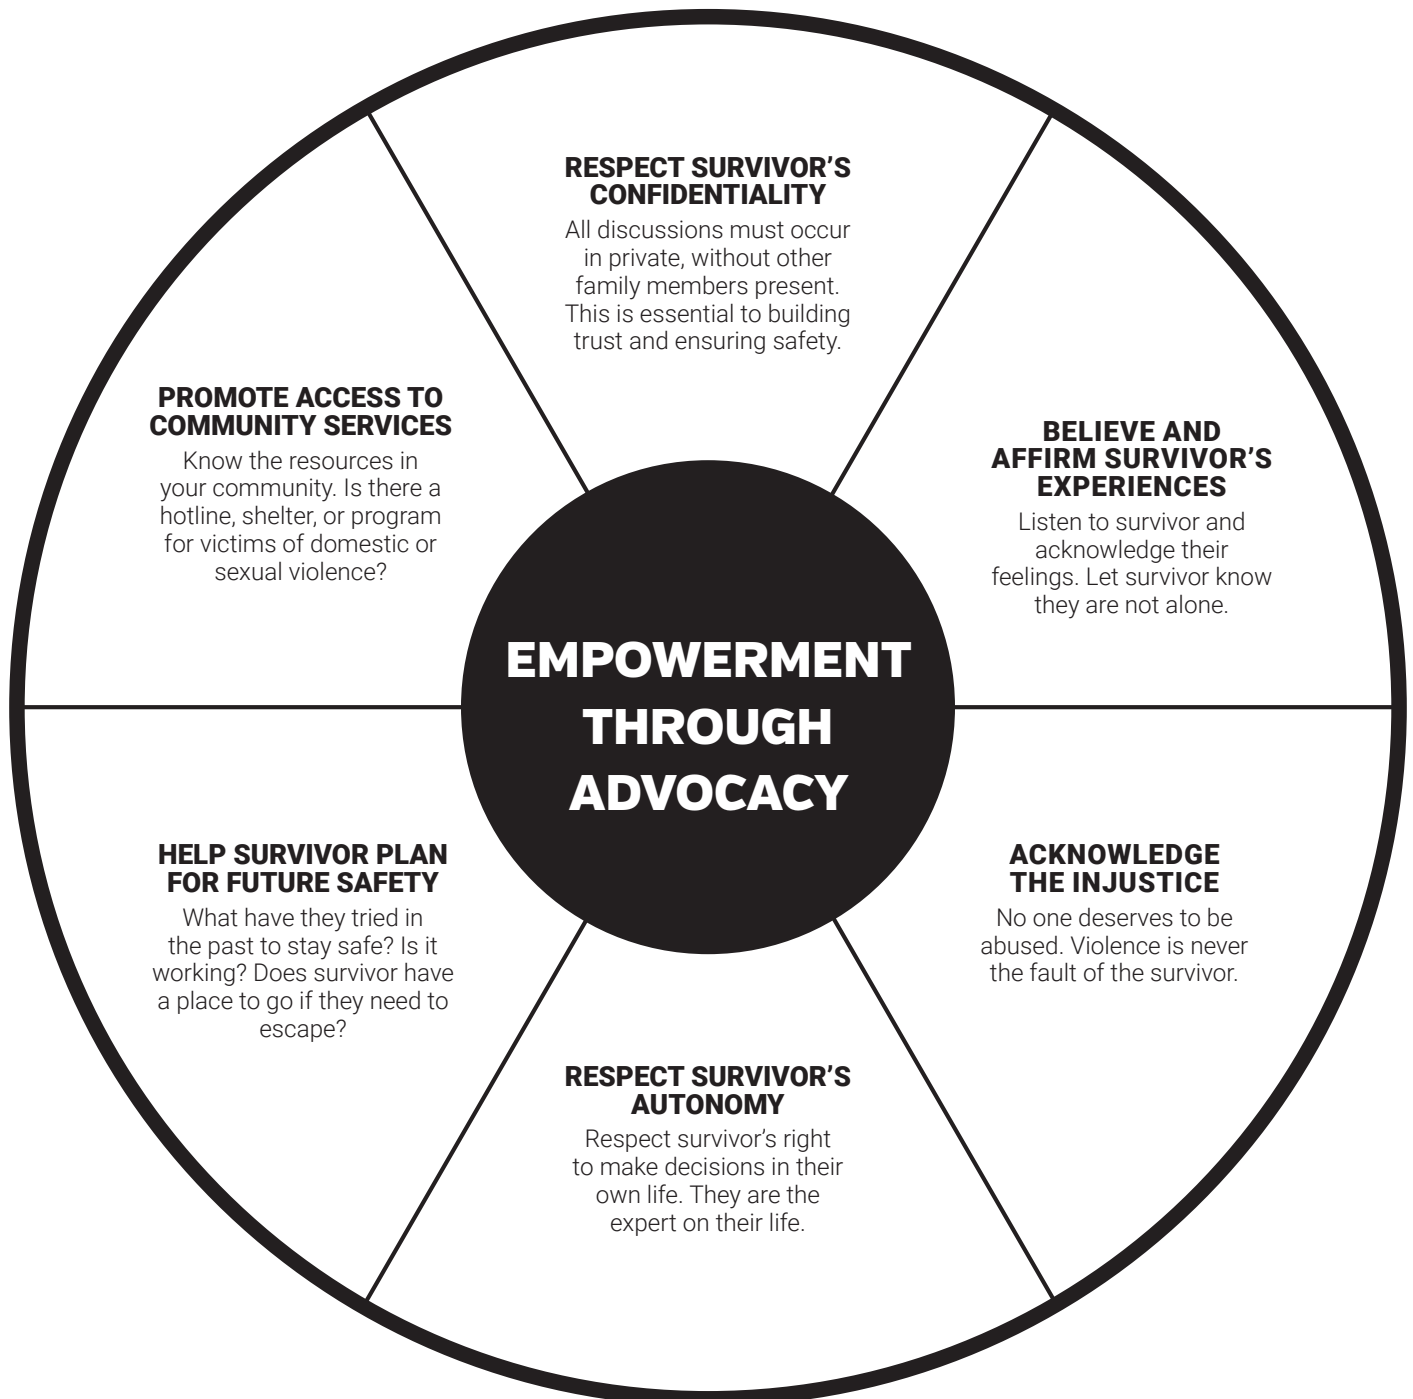 RESPECT SURVIVOR’S
CONFIDENTIALITY
All discussions must occur
in private, without other
family members present.
This is essential to building
trust and ensuring safety.
BELIEVE AND
AFFIRM SURVIVOR’S
EXPERIENCES
Listen to survivor and
acknowledge their
feelings. Let survivor know
they are not alone.
ACKNOWLEDGE
THE INJUSTICE
No one deserves to be
abused. Violence is never
the fault of the survivor.
RESPECT SURVIVOR’S
AUTONOMY
Respect survivor’s right
to make decisions in their
own life. They are the
expert on their life.
HELP SURVIVOR PLAN
FOR FUTURE SAFETY
What have they tried in
the past to stay safe? Is it
working? Does survivor have
a place to go if they need to
escape?
PROMOTE ACCESS TO
COMMUNITY SERVICES
Know the resources in
your community. Is there a
hotline, shelter, or program
for victims of domestic or
sexual violence?
EMPOWERMENT
THROUGH
ADVOCACY